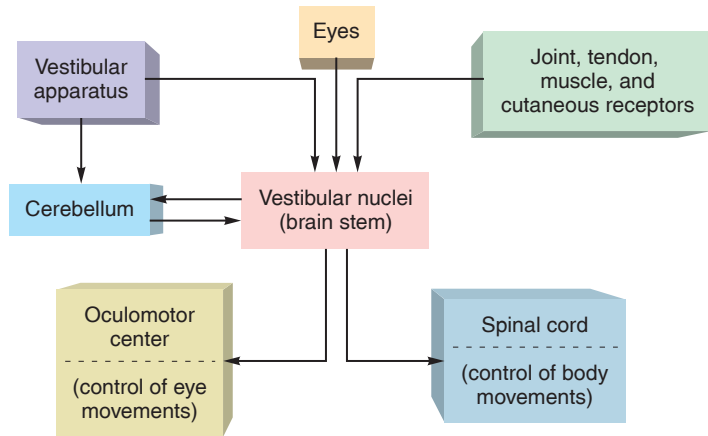 Eyes
Vestibular
apparatus
Joint, tendon,
muscle, and
cutaneous receptors
Cerebellum
Vestibular nuclei
(brain stem)
Oculomotor
center
(control of eye
movements)
Spinal cord
(control of body
movements)